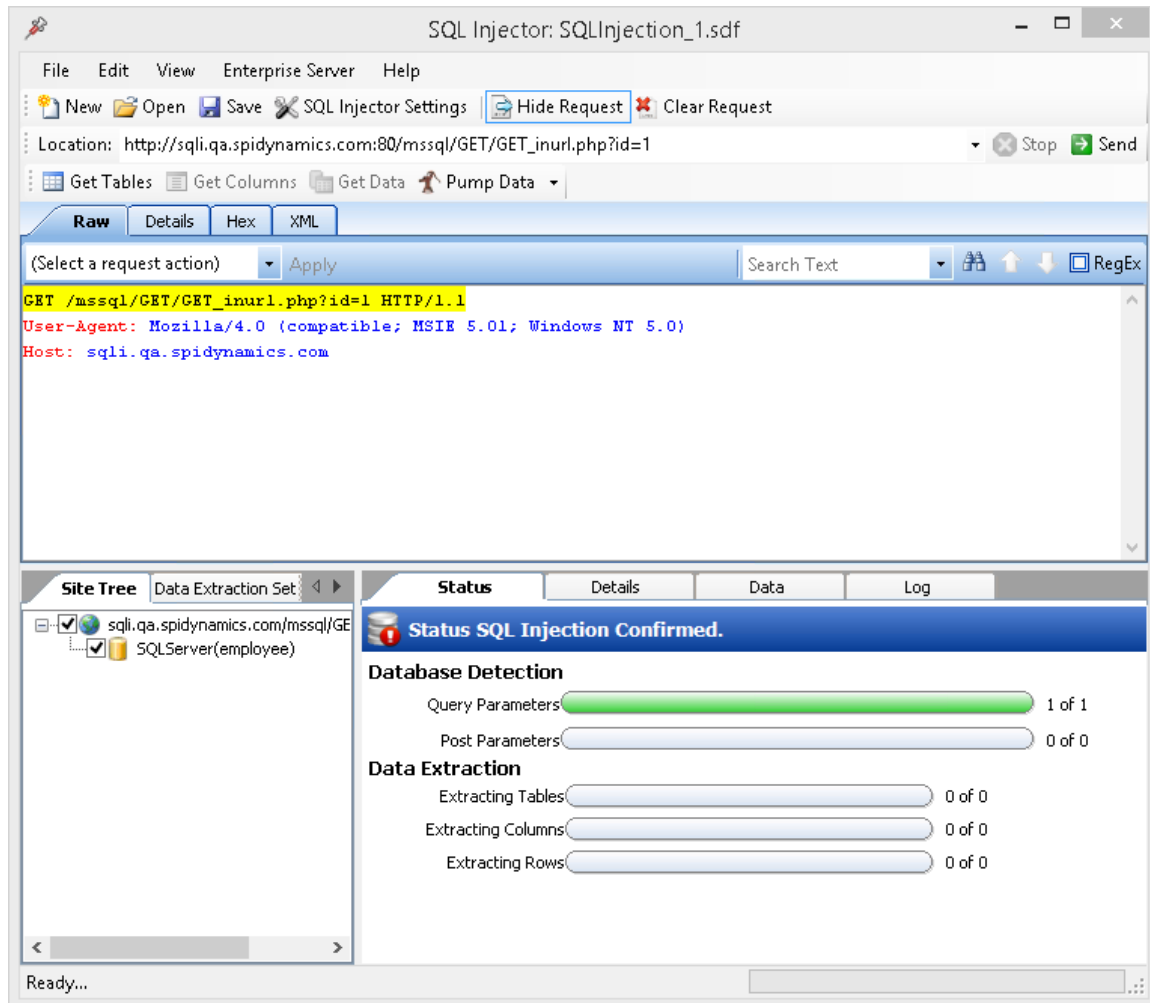 SQL Injector: SQLInjection_1.sdf
File Edit View Enterprise Server Help
New Open Save SQL Injector Settings Hide Request Clear Request
Location: http://sqli.qa.spidynamics.com:80/mssql/GET/GET_inurl.php?id=1 Stop Send
Get Tables Get Columns Get Data Pump Data
Raw Details Hex XML
(Select a request action) Apply Search Text RegEx
GET /mssql/GET/GET_inurl.php?id=1 HTTP/1.1
User-Agent: Mozilla/4.0 (compatible; MSIE 5.01; Windows NT 5.0)
Host: sqli.qa.spidynamics.com
Site Tree Data Extraction Set
sqli.qa.spidynamics.com/mssql/GE
SQLServer(employee)
Status Details Data Log
Status SQL Injection Confirmed.
Database Detection
Query Parameters 1 of 1
Post Parameters 0 of 0
Data Extraction
Extracting Tables 0 of 0
Extracting Columns 0 of 0
Extracting Rows 0 of 0
Ready...